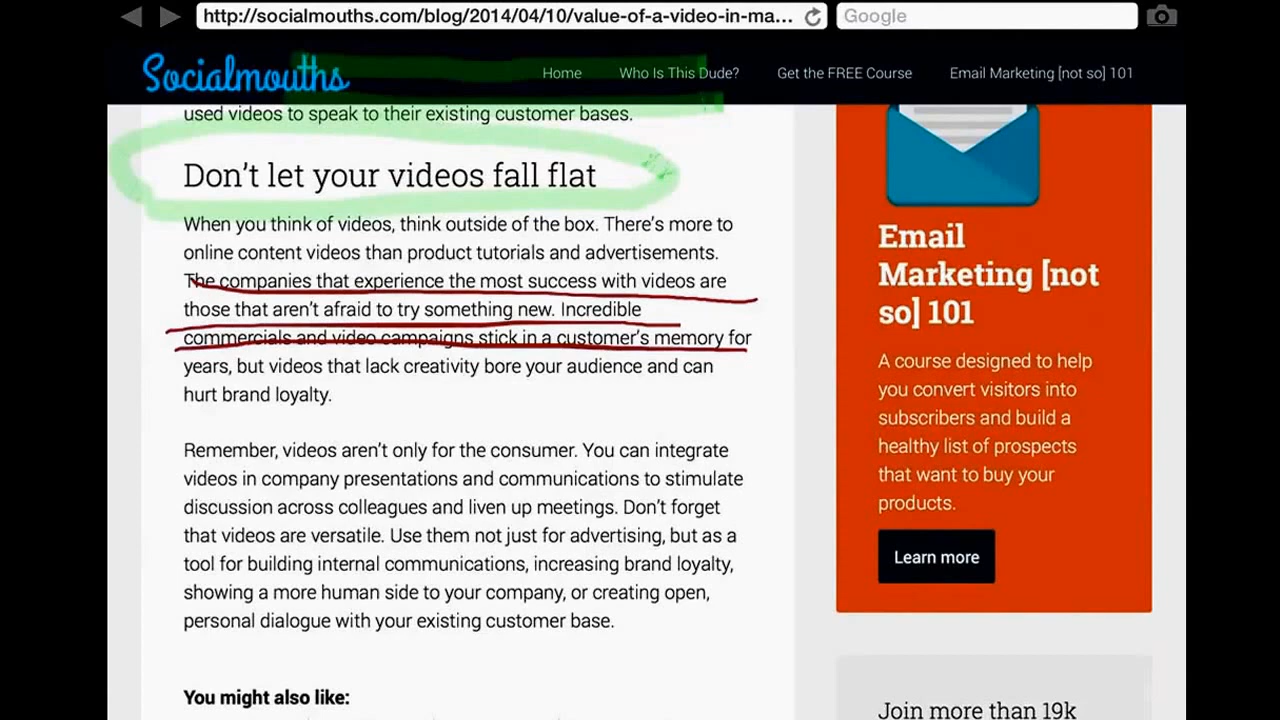 http://socialmouths.com/blog/2014/04/10/value-of-a-video-in-ma...
Google
Socialmouths
Home
Who Is This Dude?
Get the FREE Course
Email Marketing [not so] 101
used videos to speak to their existing customer bases.
Don’t let your videos fall flat
When you think of videos, think outside of the box. There’s more to
online content videos than product tutorials and advertisements.
The companies that experience the most success with videos are
those that aren’t afraid to try something new. Incredible
commercials and video campaigns stick in a customer’s memory for
years, but videos that lack creativity bore your audience and can
hurt brand loyalty.
Remember, videos aren’t only for the consumer. You can integrate
videos in company presentations and communications to stimulate
discussion across colleagues and liven up meetings. Don’t forget
that videos are versatile. Use them not just for advertising, but as a
tool for building internal communications, increasing brand loyalty,
showing a more human side to your company, or creating open,
personal dialogue with your existing customer base.
You might also like:
Email
Marketing [not
so] 101
A course designed to help
you convert visitors into
subscribers and build a
healthy list of prospects
that want to buy your
products.
Learn more
Join more than 19k